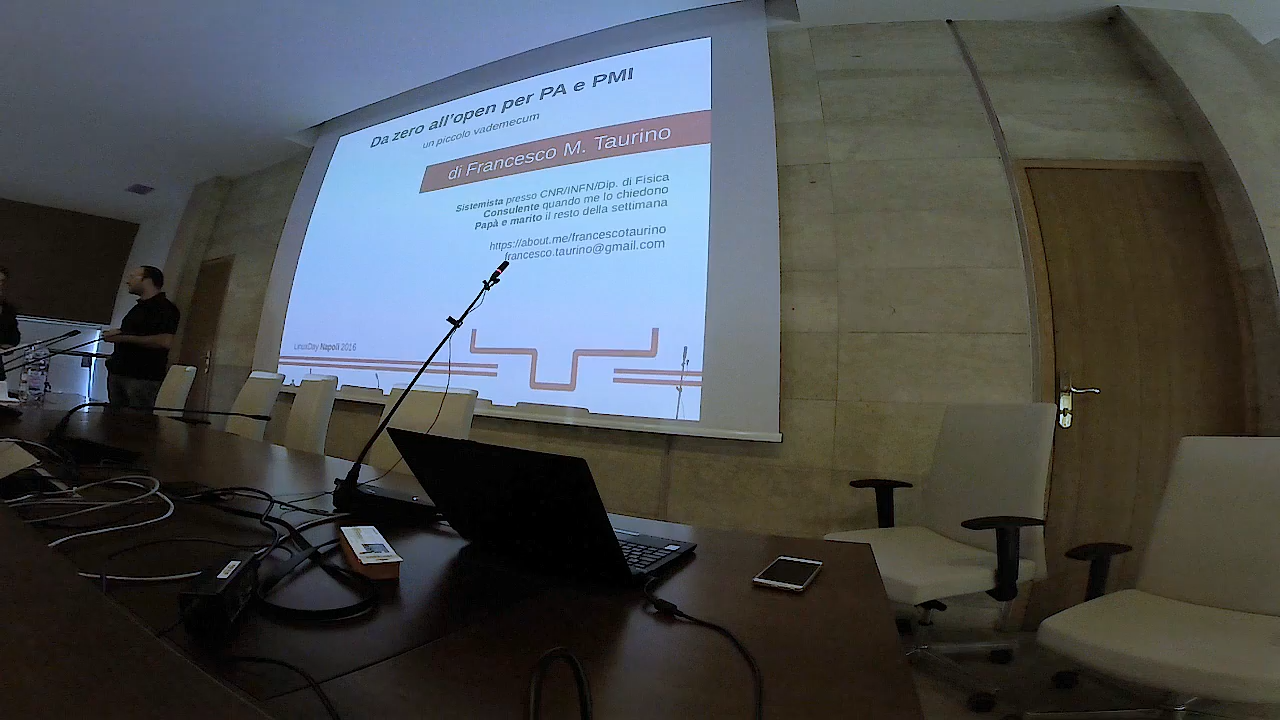 Da zero all'open per PA e PMI
un piccolo vademecum
di Francesco M. Taurino
Sistemista presso CNR/INFN/Dip. di Fisica
Consulente quando me lo chiedono
Papà e marito il resto della settimana
https://about.me/francescotaurino
francesco.taurino@gmail.com
LinuxDay Napoli 2016